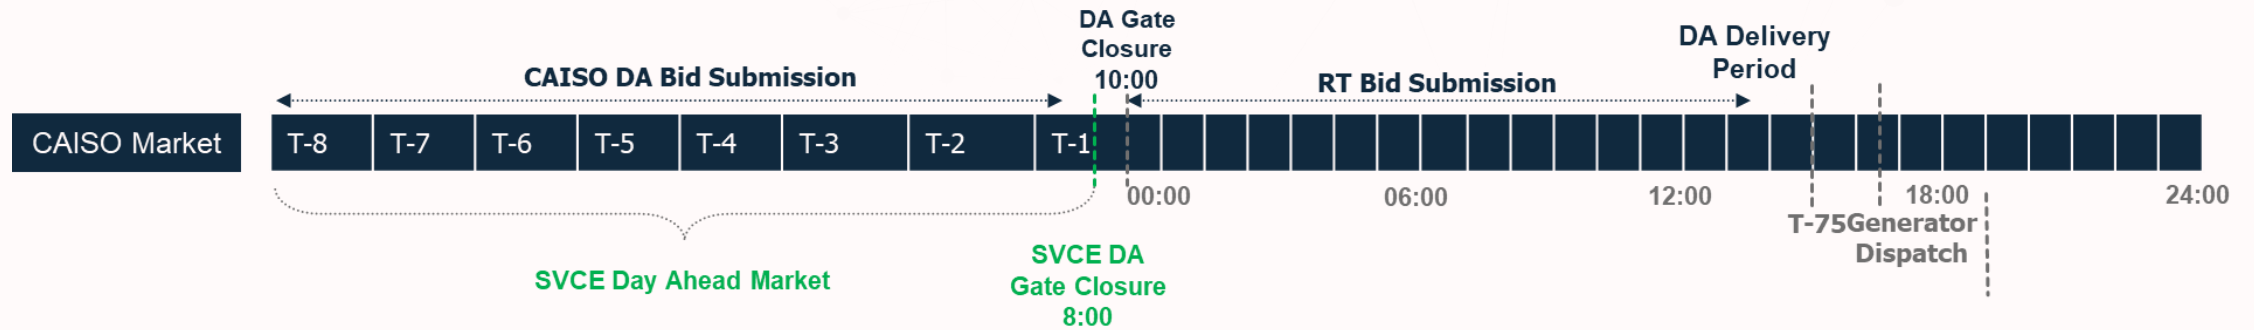 DA Gate
Closure
10:00
DA Delivery
Period
CAISO DA Bid Submission
RT Bid Submission
CAISO Market
T-8
T-7
T-6
T-5
T-4
T-3
T-2
T-1
00:00
06:00
12:00
18:00
24:00
T-75
Generator
Dispatch
SVCE Day Ahead Market
SVCE DA
Gate Closure
8:00